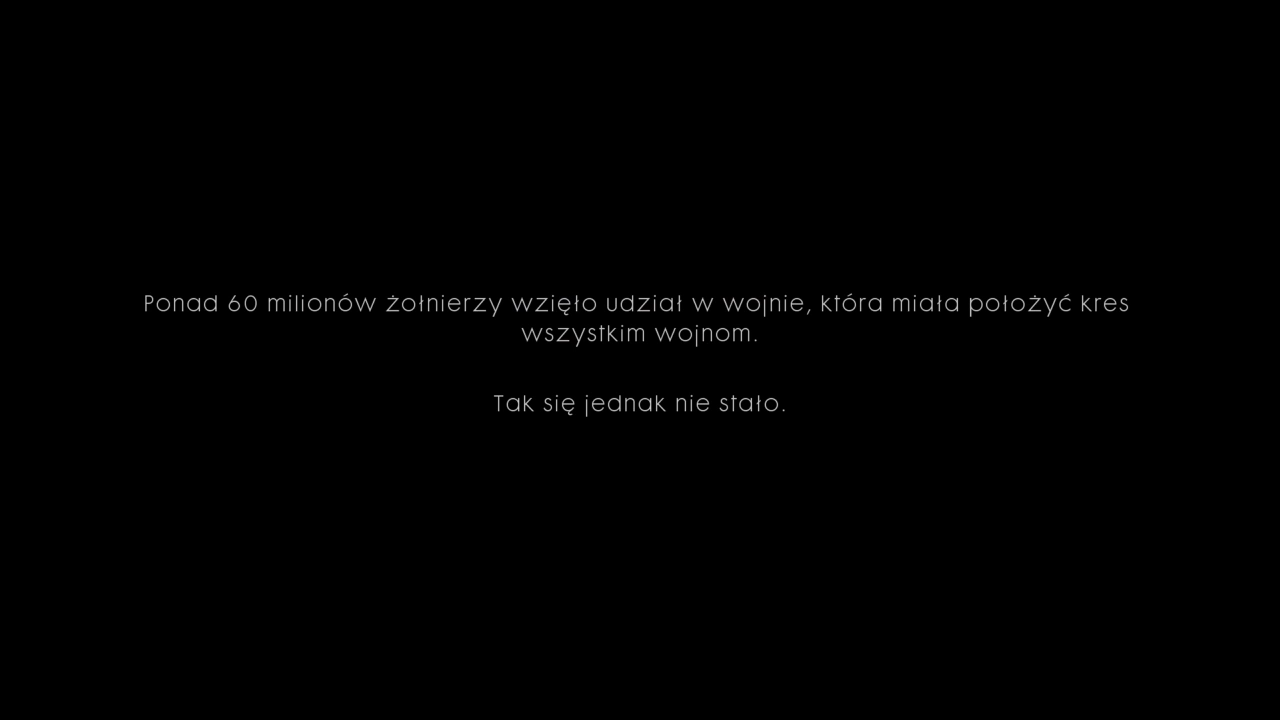 Ponad 60 milionów żołnierzy wzięło udział w wojnie, która miała położyć kres
wszystkim wojnom.
Tak się jednak nie stało.